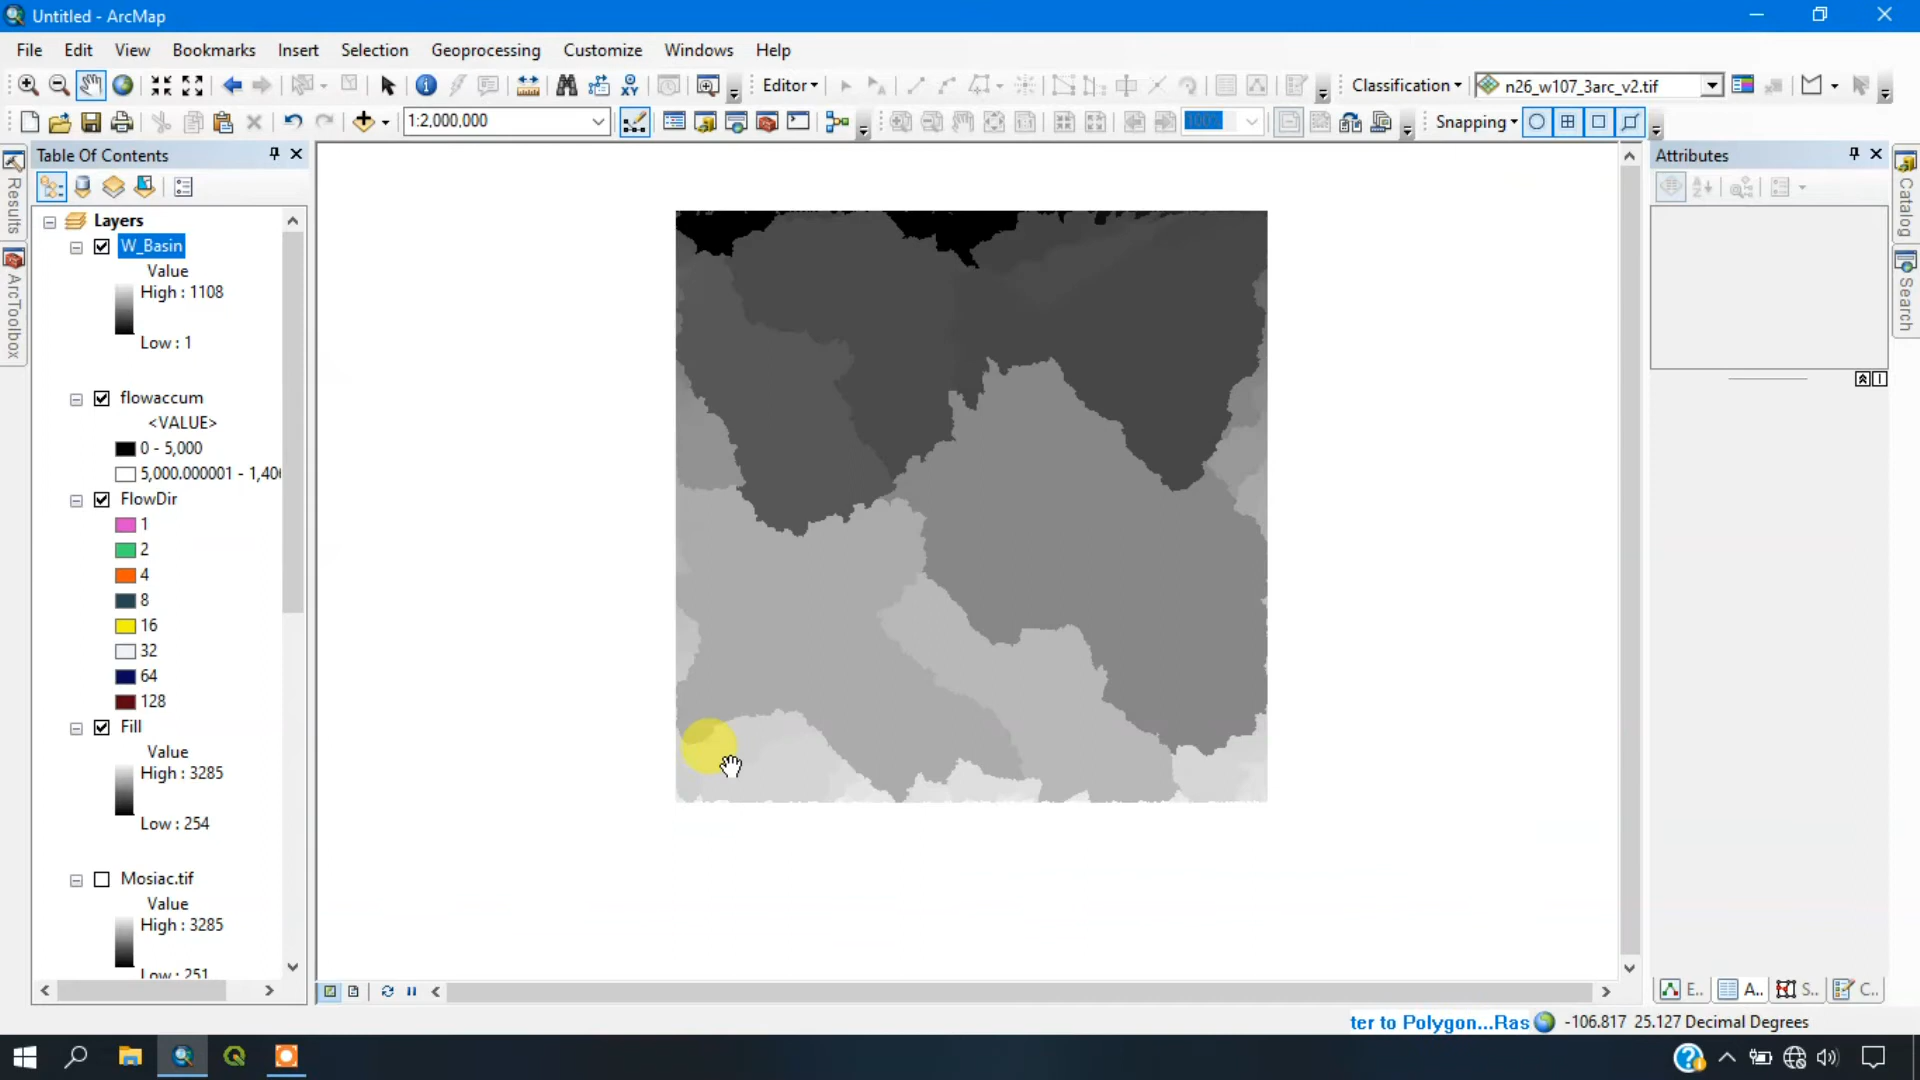 Untitled - ArcMap
File Edit View Bookmarks Insert Selection Geoprocessing Customize Windows Help
Editor Classification n26_w107_3arc_v2.tif
1:2,000,000 Snapping
Table Of Contents
Layers
W_Basin
Value
High : 1108
Low : 1
flowaccum
<VALUE>
0 - 5,000
5,000.000001 - 1,40
FlowDir
1
2
4
8
16
32
64
128
Fill
Value
High : 3285
Low : 254
Mosiac.tif
Value
High : 3285
Low : 251
Results
ArcToolbox
Attributes
Catalog
Search
E.. A.. S.. C..
ter to Polygon...Ras -106.817 25.127 Decimal Degrees